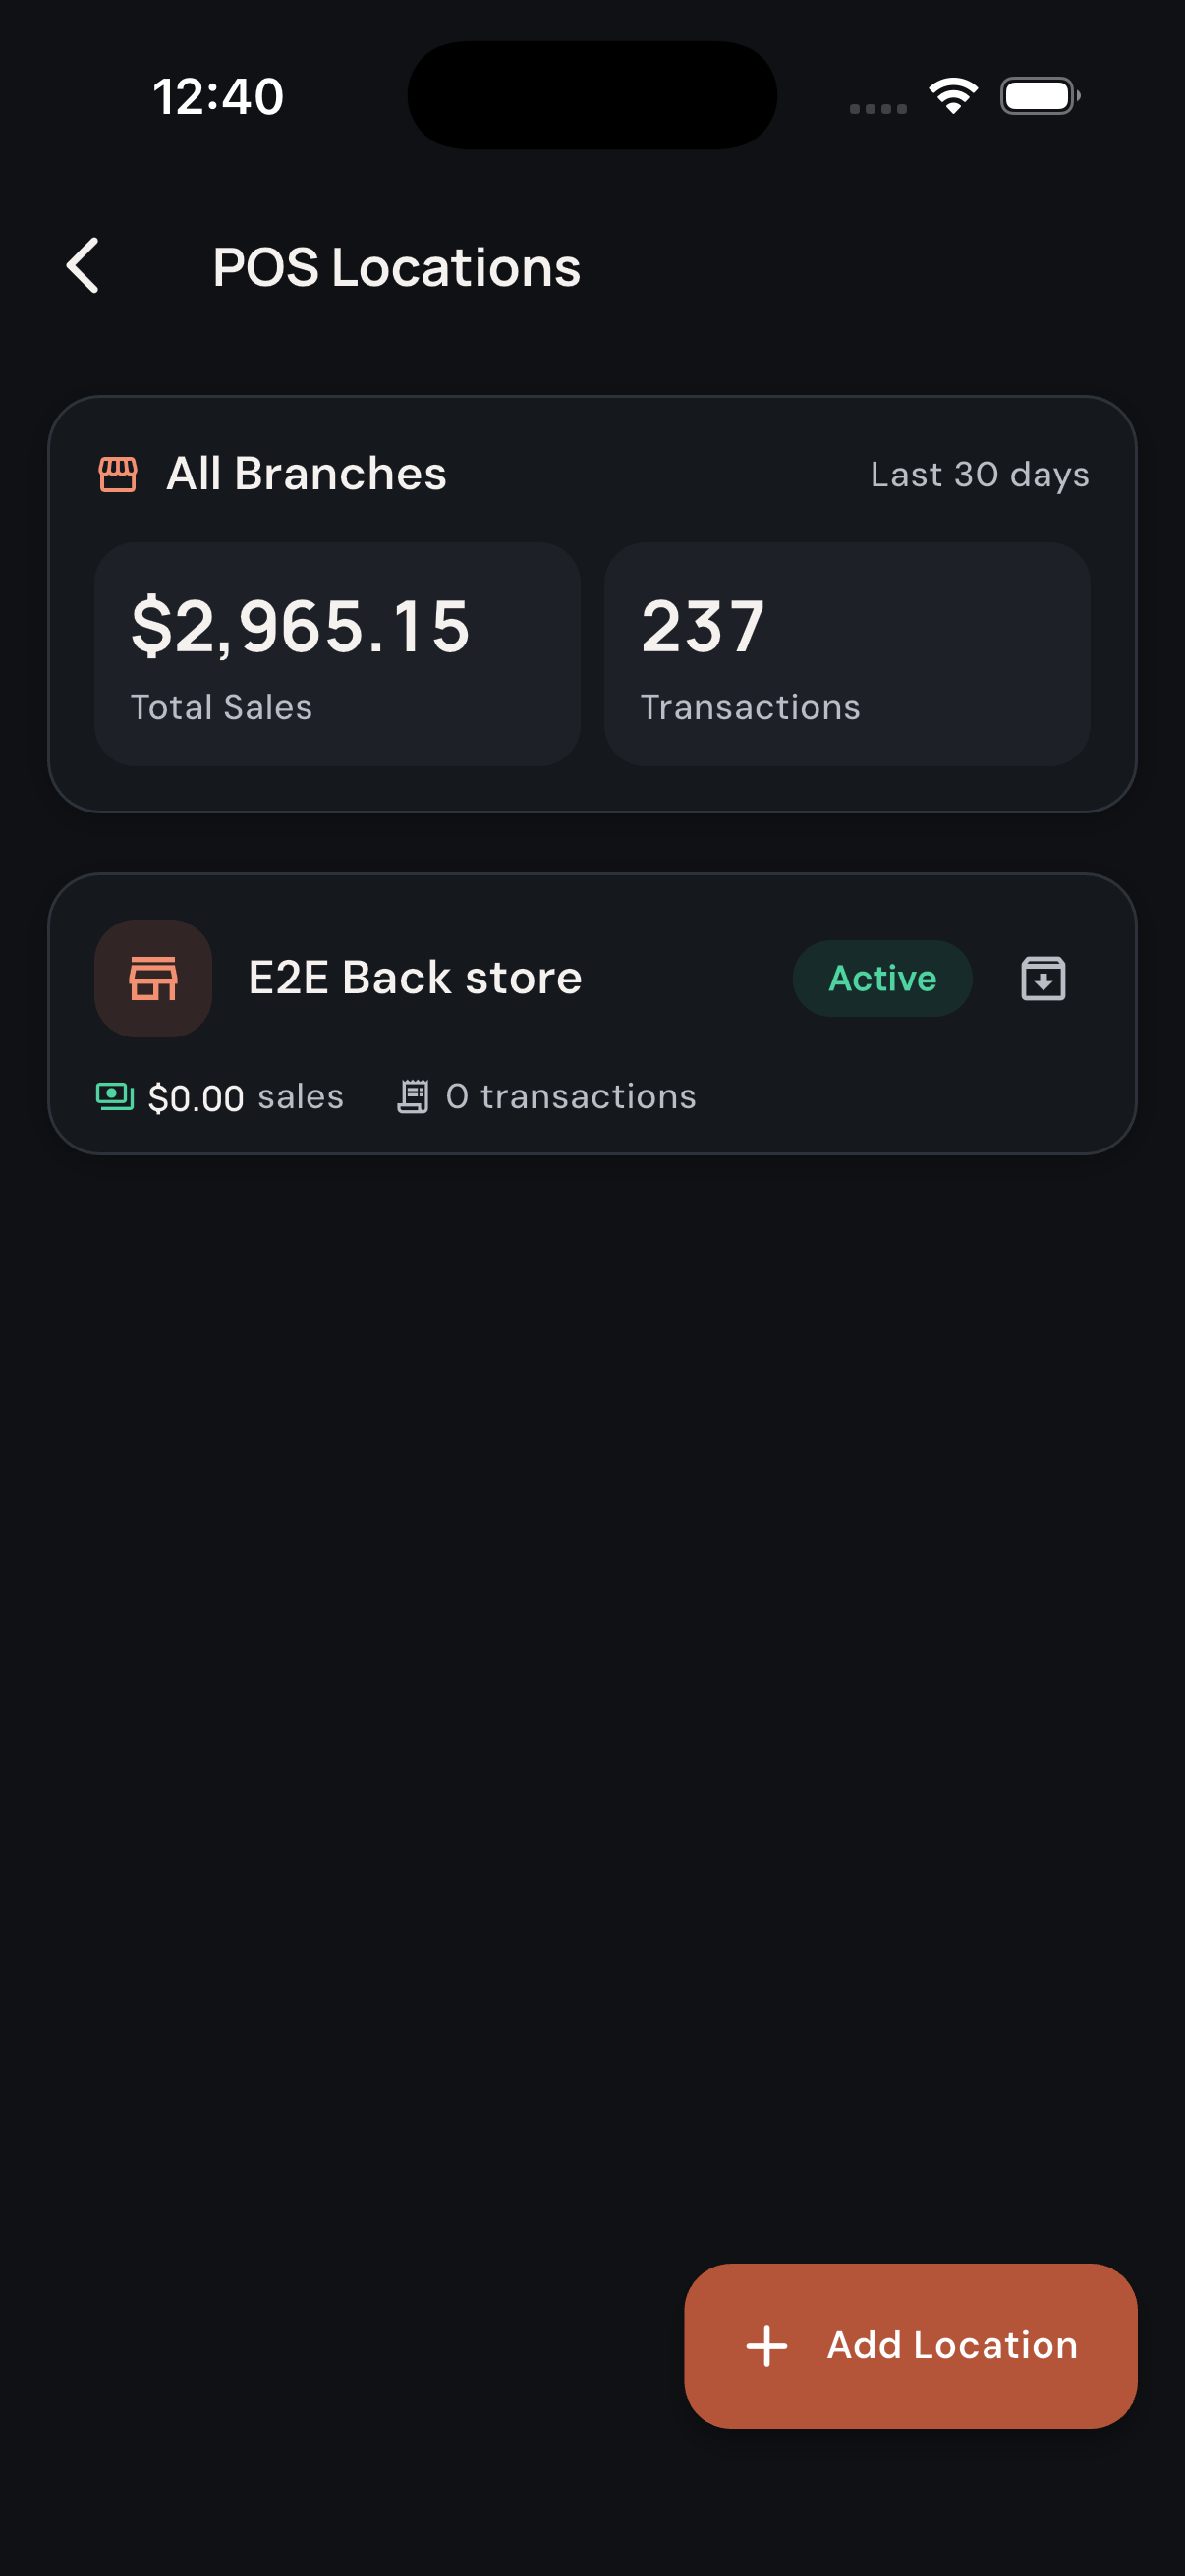 12:40
POS Locations
All Branches
Last 30 days
$2,965.15
237
Total Sales
Transactions
E2E Back store
Active
$0.00 sales
0 transactions
Add Location